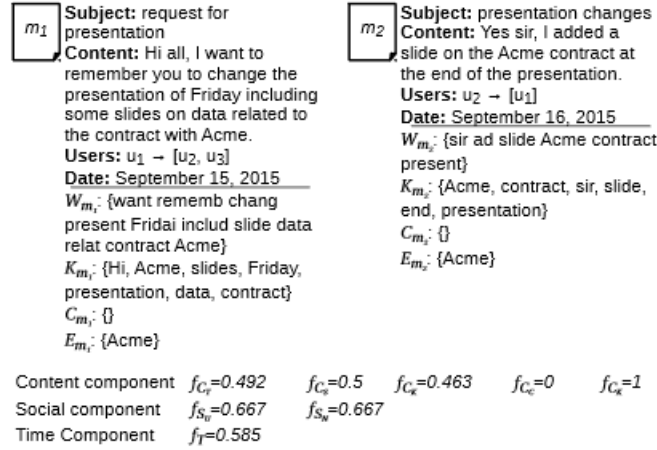 m1
Subject: request for
presentation
Content: Hi all, I want to
remember you to change the
presentation of Friday including
some slides on data related to
the contract with Acme.
Users: u1 → [u2, u3]
Date: September 15, 2015
Wm1: {want rememb chang
present Fridai includ slide data
relat contract Acme}
Km1: {Hi, Acme, slides, Friday,
presentation, data, contract}
Cm1: {}
Em1: {Acme}
m2
Subject: presentation changes
Content: Yes sir, I added a
slide on the Acme contract at
the end of the presentation.
Users: u2 → [u1]
Date: September 16, 2015
Wm2: {sir ad slide Acme contract
present}
Km2: {Acme, contract, sir, slide,
end, presentation}
Cm2: {}
Em2: {Acme}
Content component fC=0.492 fCs=0.5 fCK=0.463 fCc=0 fC=1
Social component fSU=0.667 fSN=0.667
Time Component fT=0.585